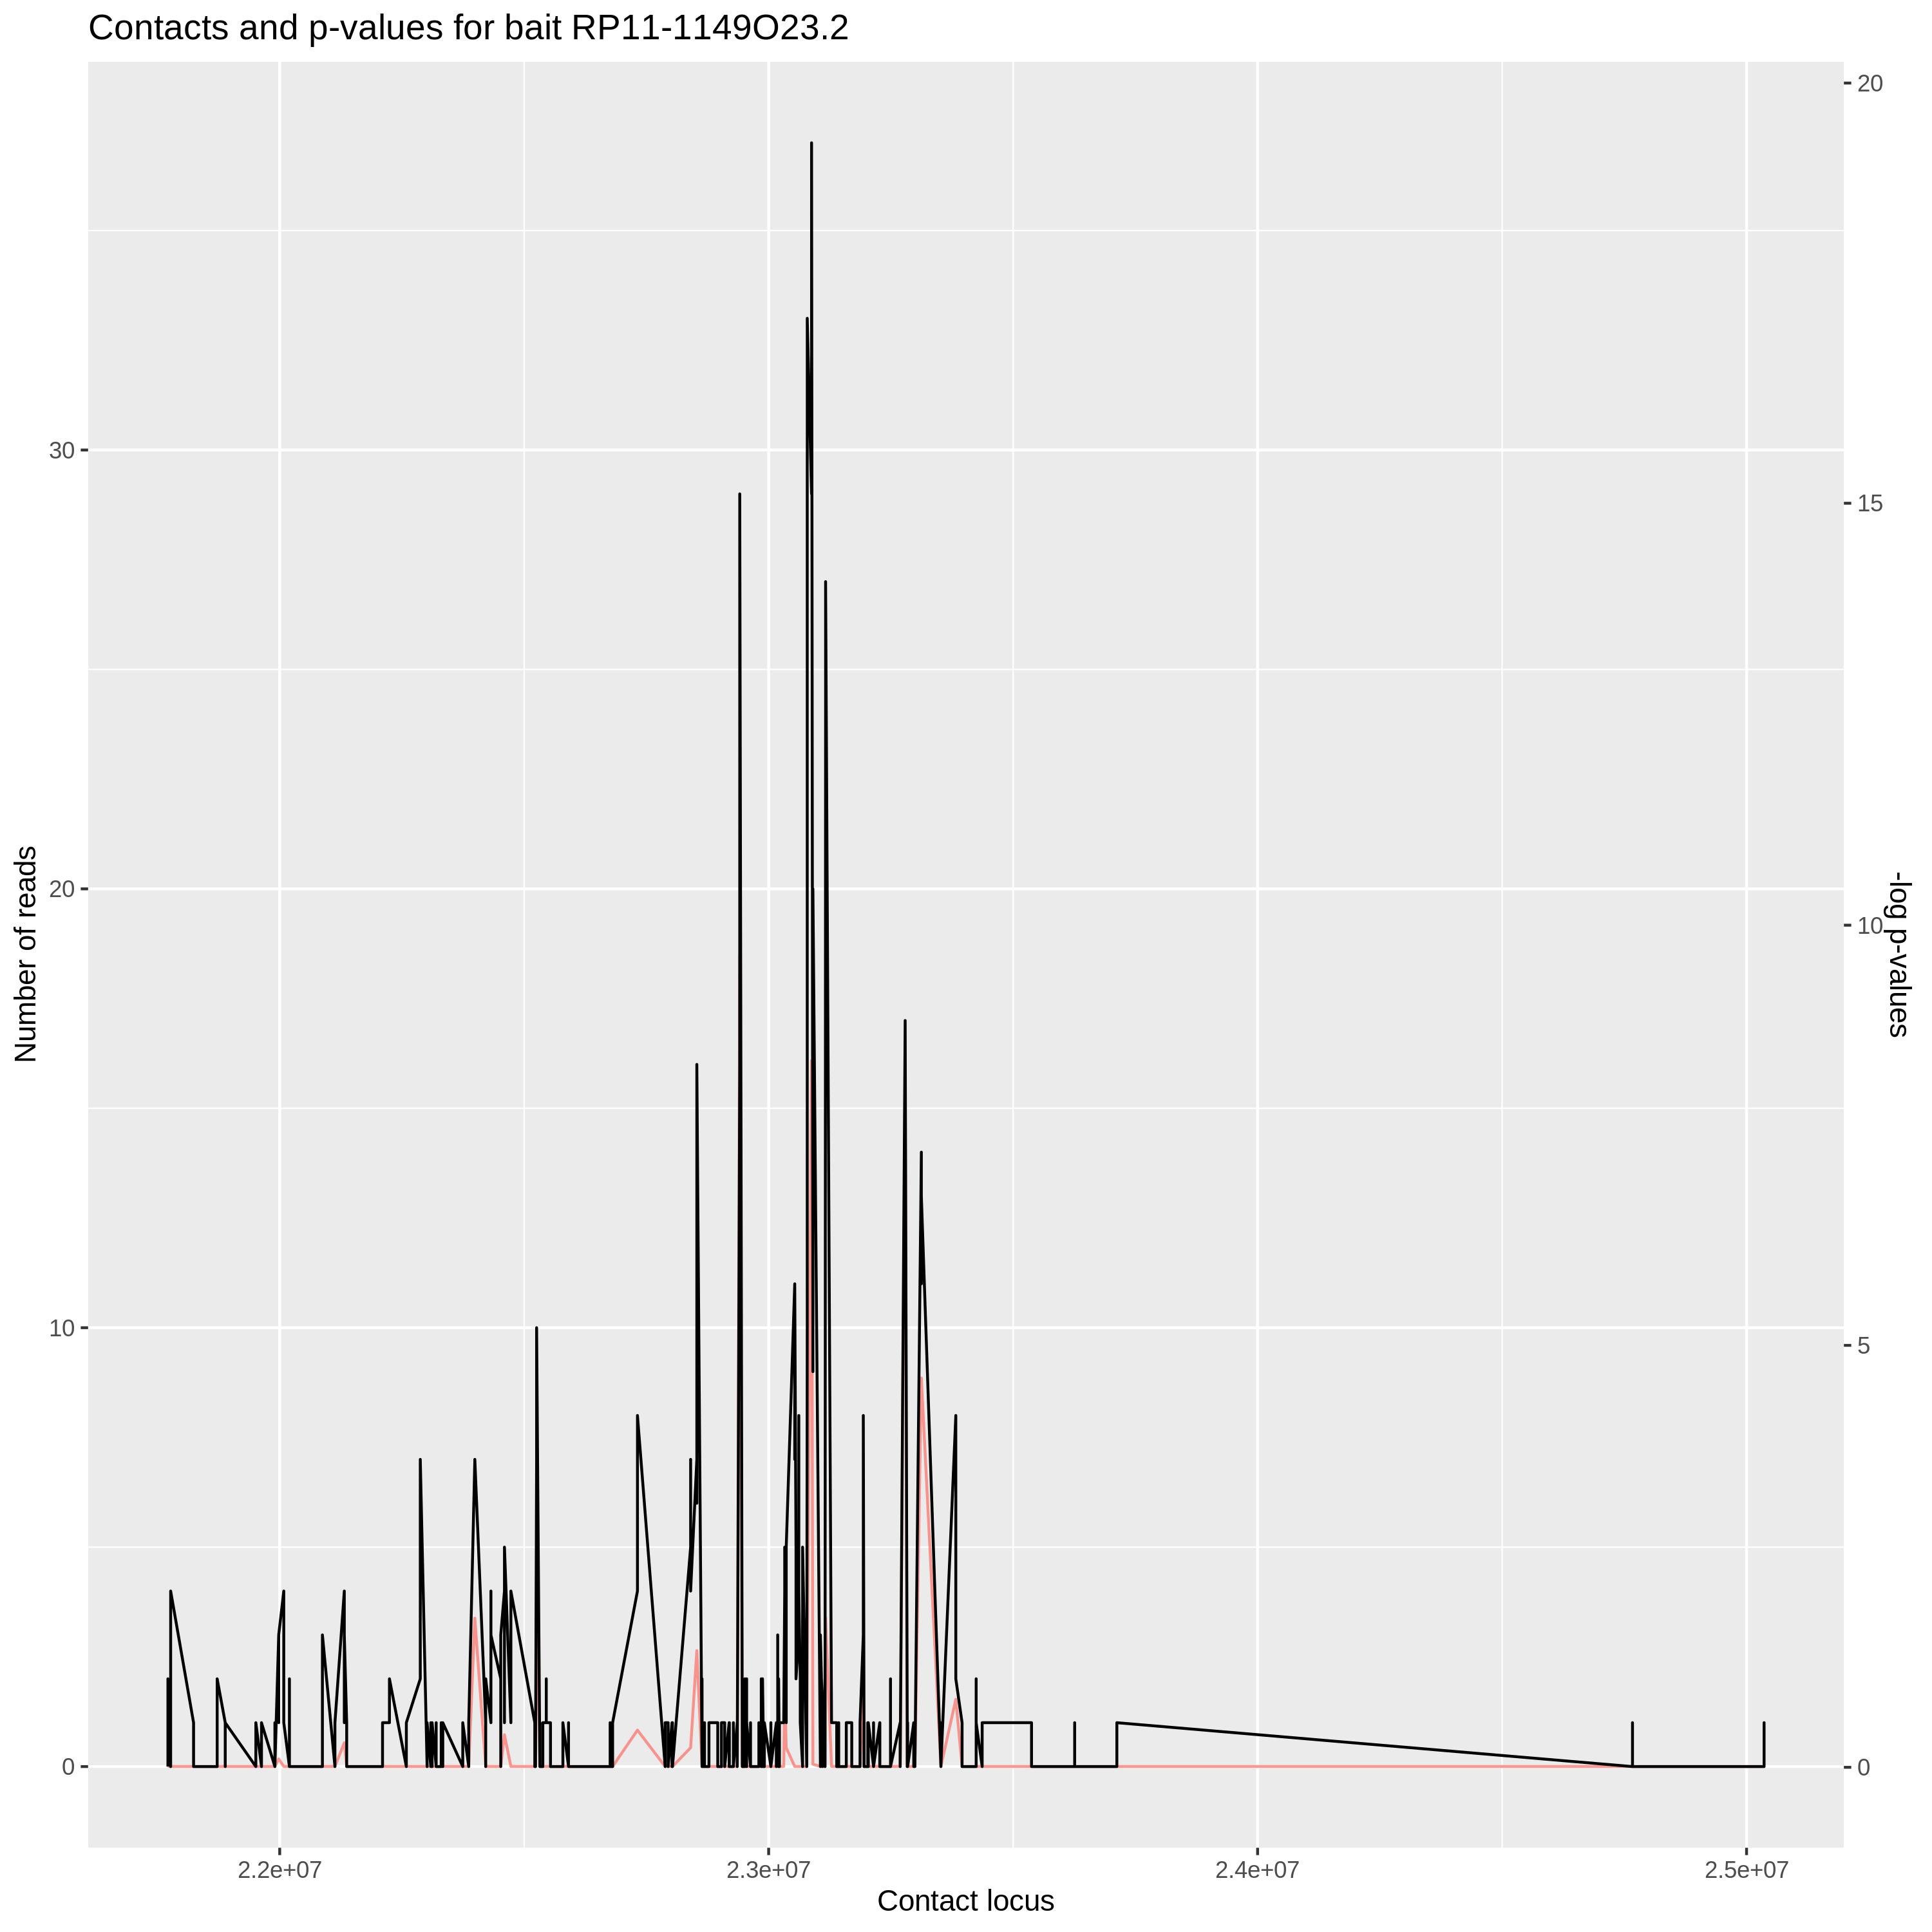 Contacts and p-values for bait RP11-1149O23.2
20
30
15
20
10
10
5
0
0
Number of reads
-log p-values
2.2e+07
2.3e+07
2.4e+07
2.5e+07
Contact locus